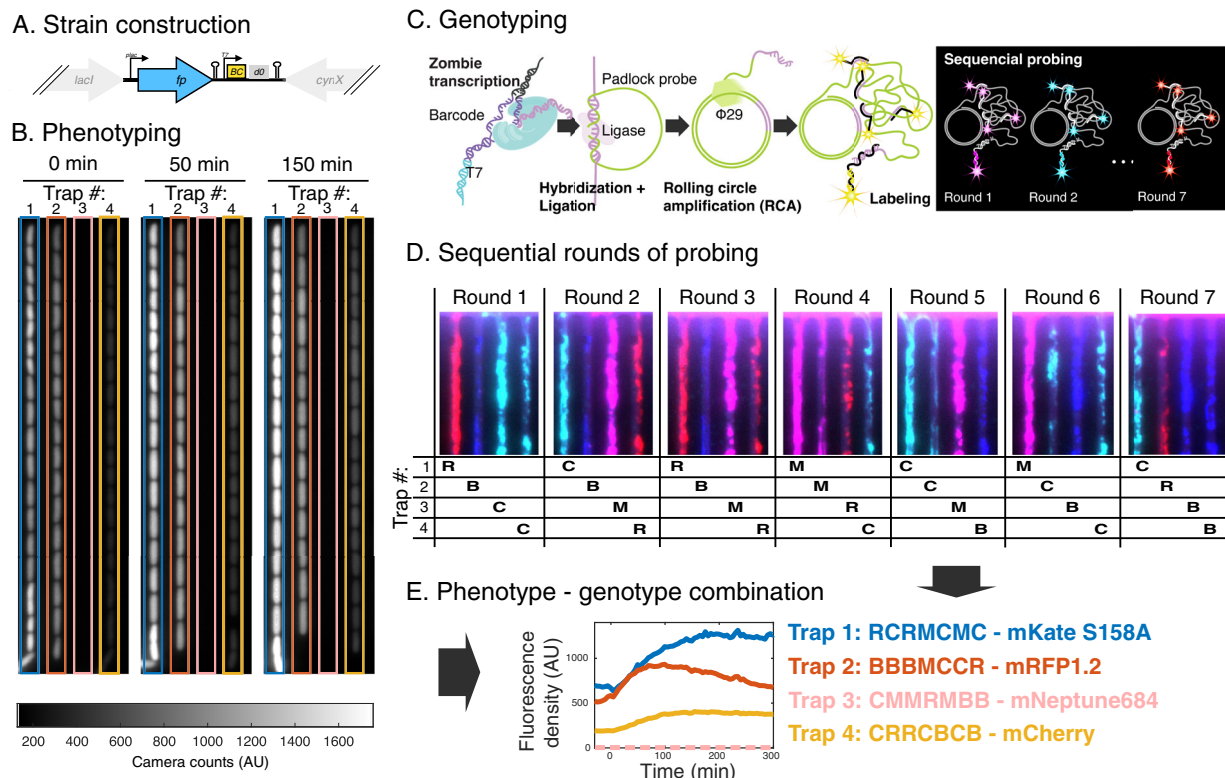 A. Strain construction
plac
T7
lacI
fp
BC
d0
cynX
B. Phenotyping
0 min
50 min
150 min
Trap #:
Trap #:
Trap #:
1 2 3 4
1 2 3 4
1 2 3 4
200 400 600 800 1000 1200 1400 1600
Camera counts (AU)
C. Genotyping
Zombie
transcription
Barcode
T7
Padlock probe
Ligase
Hybridization +
Ligation
Φ29
Rolling circle
amplification (RCA)
Labeling
Sequencial probing
Round 1
Round 2
...
Round 7
D. Sequential rounds of probing
Round 1 Round 2 Round 3 Round 4 Round 5 Round 6 Round 7
Trap #:
1 R C R M C M C
2 B B B M C C R
3 C M M R M B B
4 C R R C B C B
E. Phenotype - genotype combination
Fluorescence
density (AU)
1000
500
0
0 100 200 300
Time (min)
Trap 1: RCRMCMC - mKate S158A
Trap 2: BBBMCCR - mRFP1.2
Trap 3: CMMRMBB - mNeptune684
Trap 4: CRRCBCB - mCherry